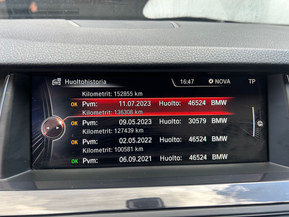 Huoltohistoria 16:47 NOVA TP
Kilometrit: 152855 km
OK Pvm: 11.07.2023 Huolto: 46524 BMW
Kilometrit: 136308 km
OK Pvm: 09.05.2023 Huolto: 30579 BMW
Kilometrit: 127439 km
OK Pvm: 02.05.2022 Huolto: 46524 BMW
Kilometrit: 100581 km
OK Pvm: 06.09.2021 Huolto: 46524 BMW